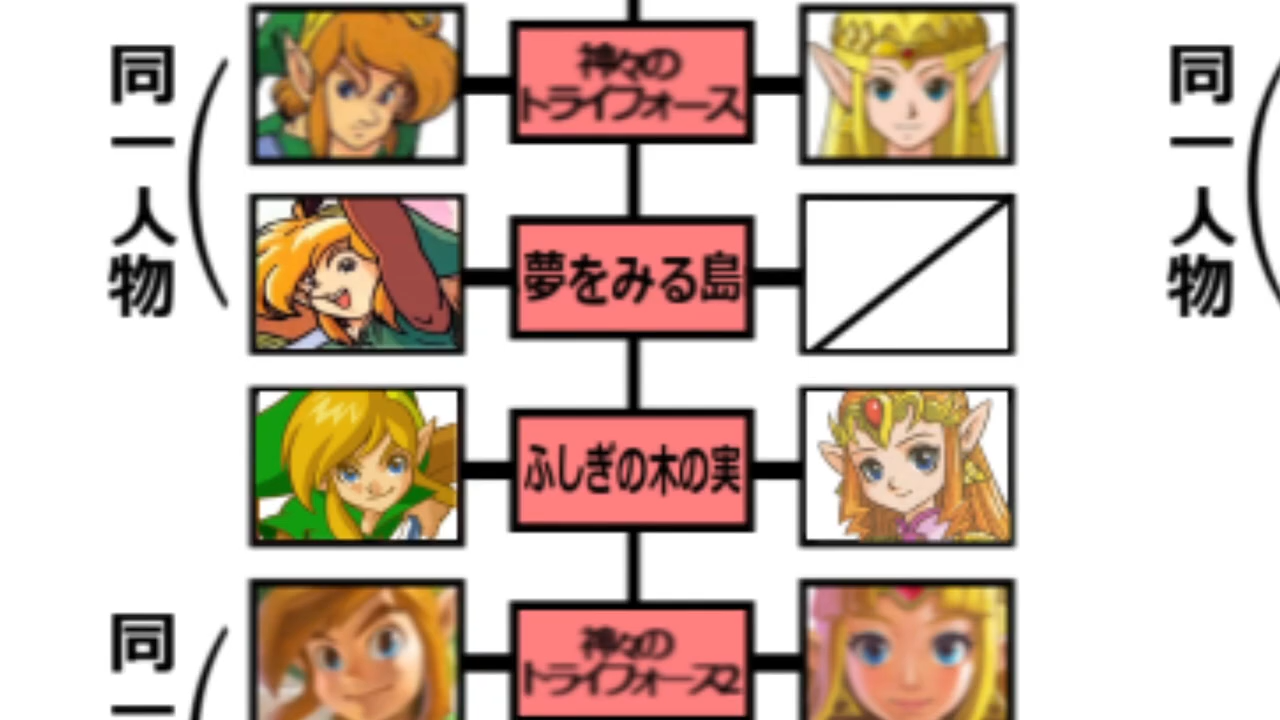 同一人物
神々の
トライフォース
同一人物
夢をみる島
ふしぎの木の実
同一
神々の
トライフォース2